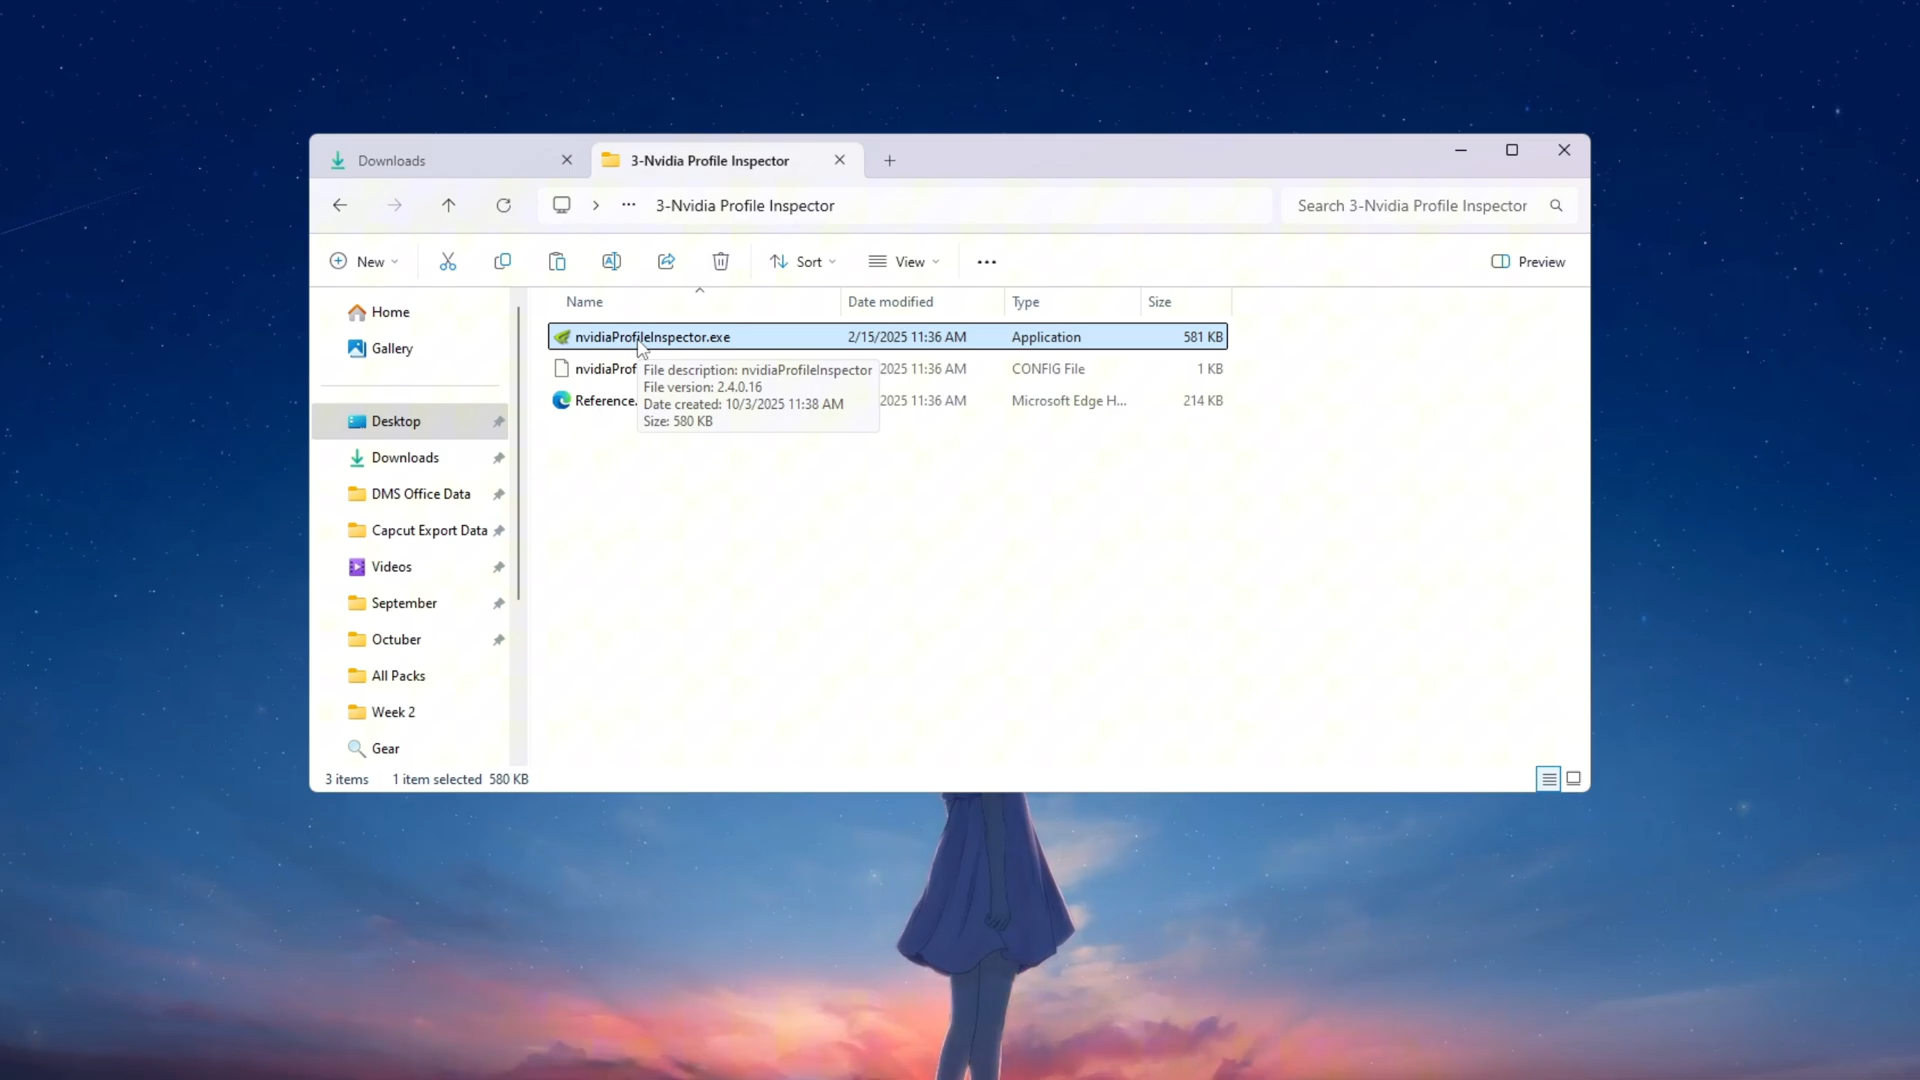 Downloads
3-Nvidia Profile Inspector
3-Nvidia Profile Inspector
Search 3-Nvidia Profile Inspector
New
Sort
View
Preview
Name Date modified Type Size
nvidiaProfileInspector.exe 2/15/2025 11:36 AM Application 581 KB
nvidiaProf 2025 11:36 AM CONFIG File 1 KB
Reference. 2025 11:36 AM Microsoft Edge H... 214 KB
File description: nvidiaProfileInspector
File version: 2.4.0.16
Date created: 10/3/2025 11:38 AM
Size: 580 KB
Home
Gallery
Desktop
Downloads
DMS Office Data
Capcut Export Data
Videos
September
Octuber
All Packs
Week 2
Gear
3 items 1 item selected 580 KB